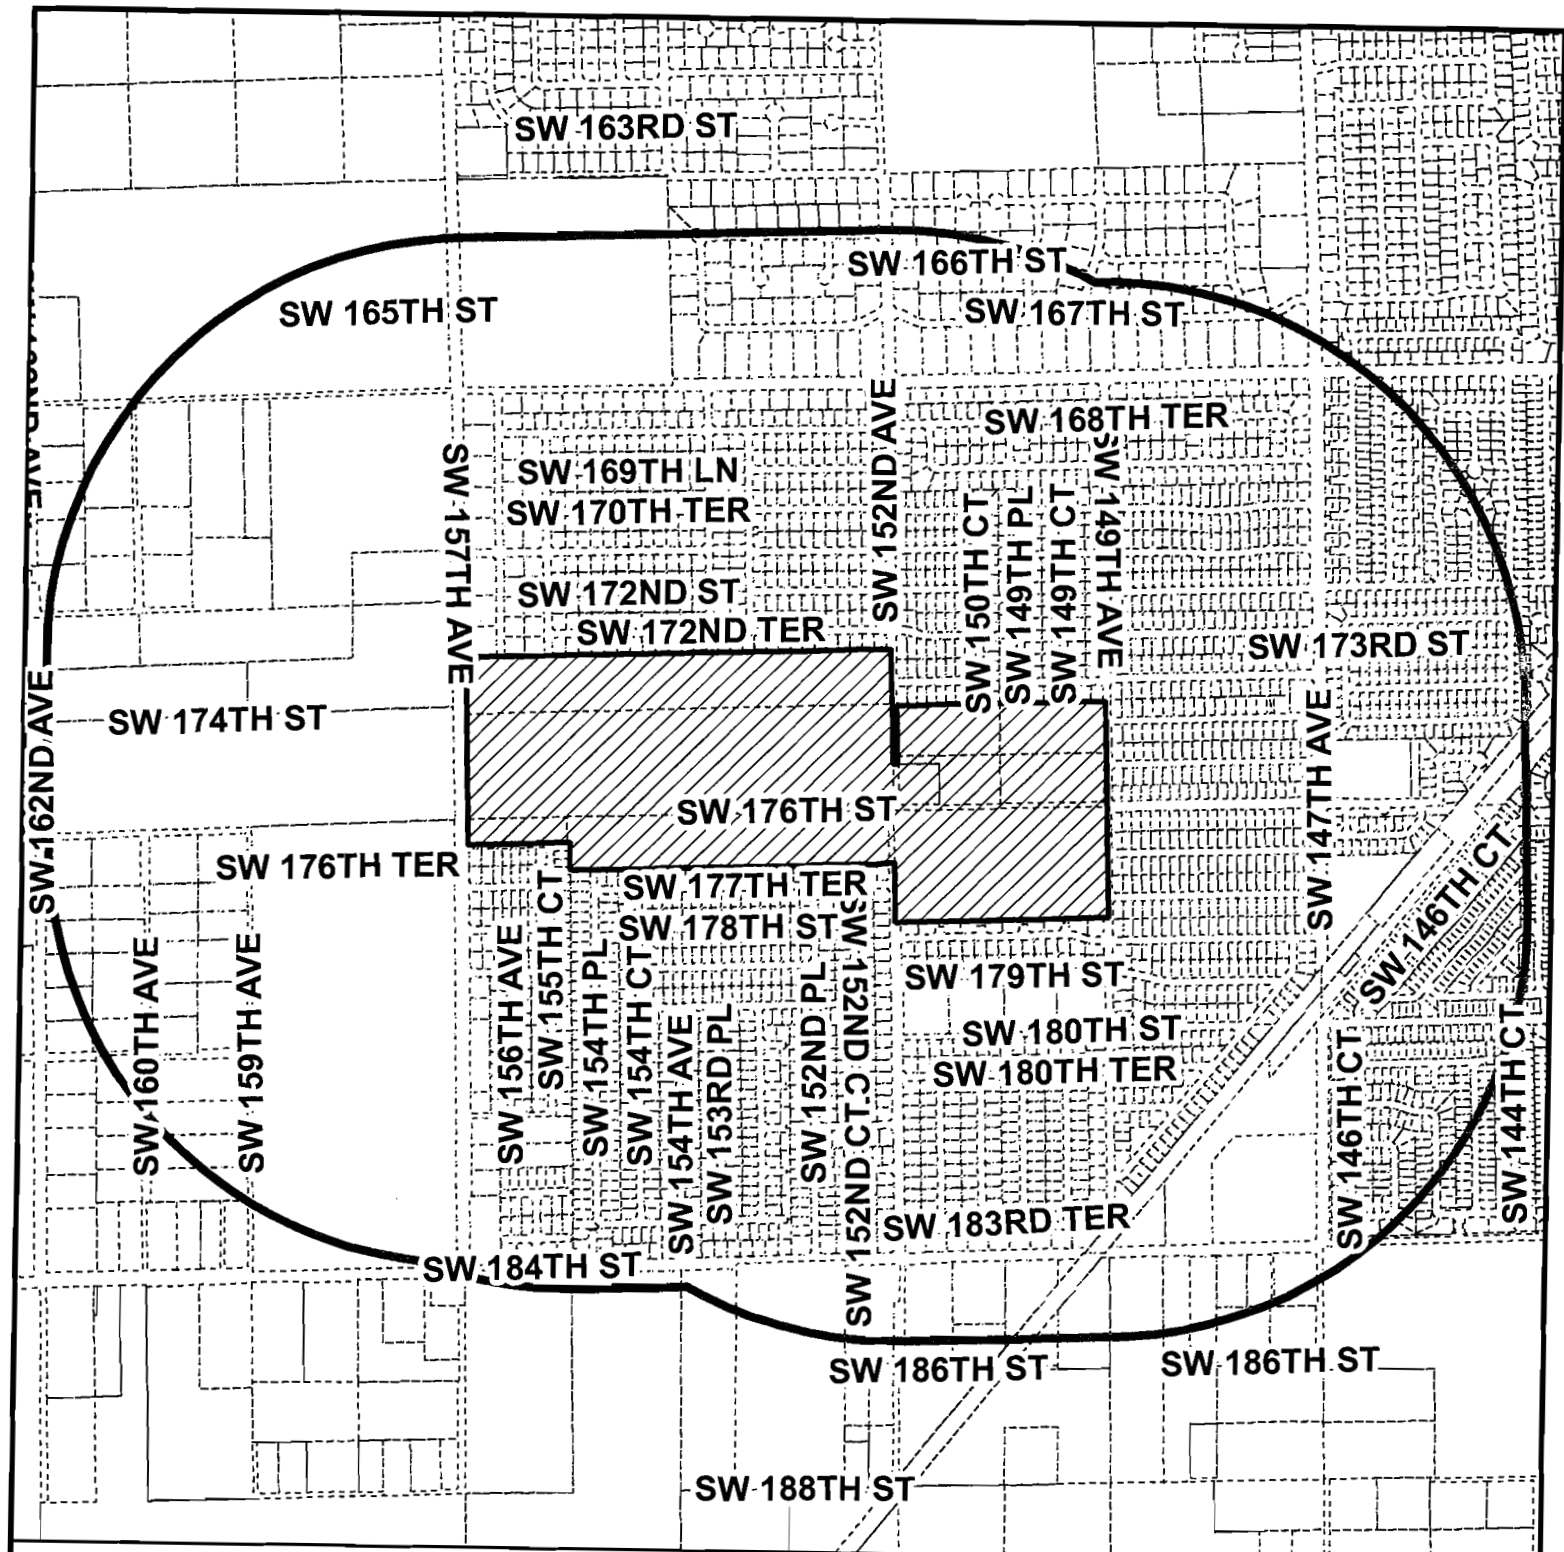 SW 163RD ST
SW 166TH ST
SW 165TH ST
SW 167TH ST
SW 168TH TER
SW 152ND AVE
SW 157TH AVE
SW 169TH LN
SW 170TH TER
SW 149TH AVE
SW 150TH CT
SW 149TH PL
SW 149TH CT
SW 172ND ST
SW 172ND TER
SW 173RD ST
SW 162ND AVE
SW 174TH ST
SW 147TH AVE
SW 176TH ST
SW 176TH TER
SW 177TH TER
SW 178TH ST
SW 146TH CT
SW 160TH AVE
SW 159TH AVE
SW 156TH AVE
SW 155TH CT
SW 154TH PL
SW 154TH CT
SW 154TH AVE
SW 153RD PL
SW 152ND PL
SW 152ND CT
SW 152ND CT
SW 179TH ST
SW 180TH ST
SW 180TH TER
SW 146TH CT
SW 144TH CT
SW 183RD TER
SW 184TH ST
SW 186TH ST
SW 186TH ST
SW 188TH ST